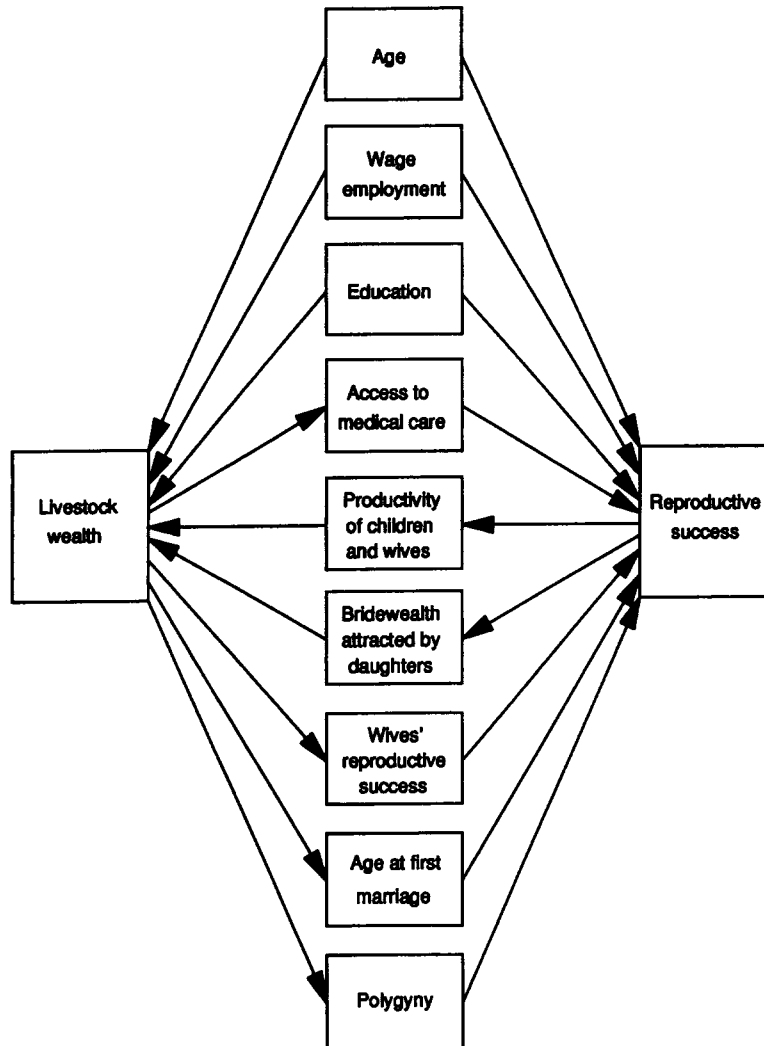 Age
Wage
employment
Education
Access to
medical care
Livestock
wealth
Productivity
of children
and wives
Reproductive
success
Bridewealth
attracted by
daughters
Wives'
reproductive
success
Age at first
marriage
Polygyny